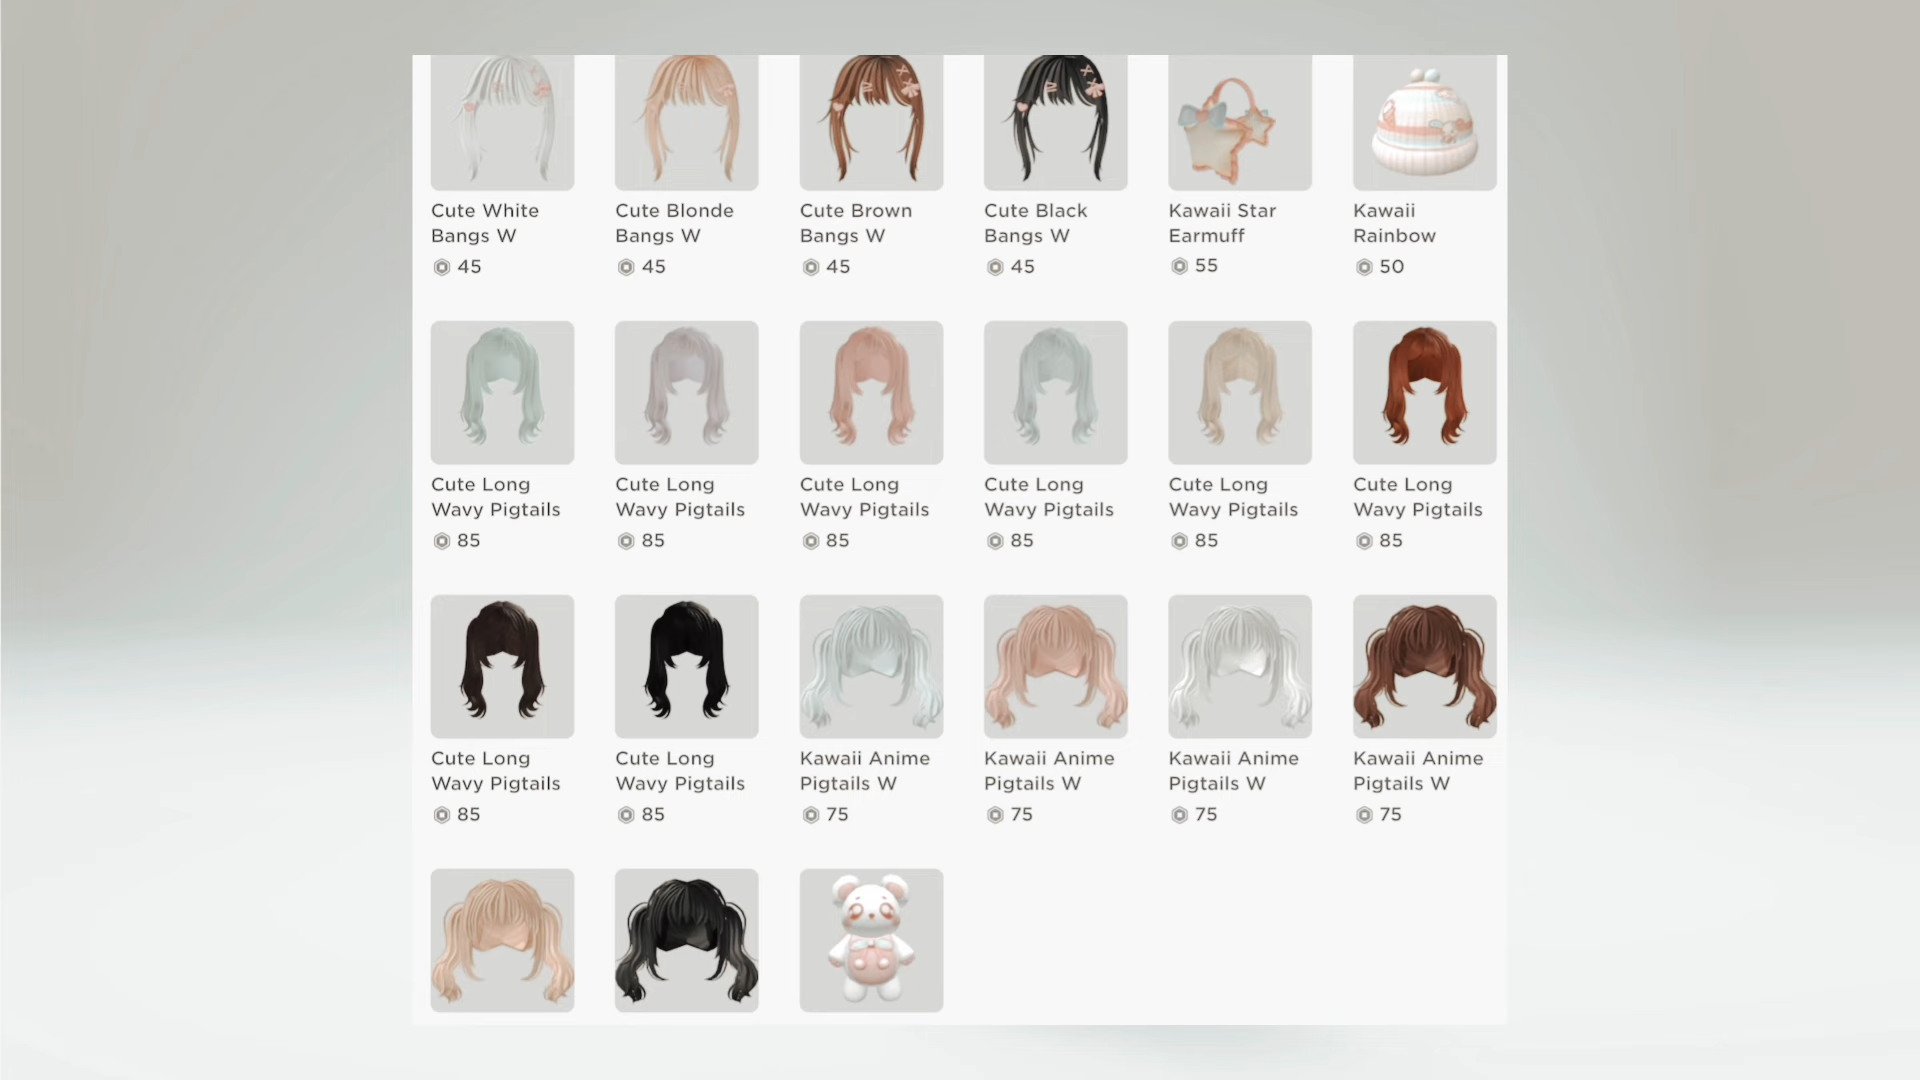 Cute White
Bangs W
45
Cute Blonde
Bangs W
45
Cute Brown
Bangs W
45
Cute Black
Bangs W
45
Kawaii Star
Earmuff
55
Kawaii
Rainbow
50
Cute Long
Wavy Pigtails
85
Cute Long
Wavy Pigtails
85
Cute Long
Wavy Pigtails
85
Cute Long
Wavy Pigtails
85
Cute Long
Wavy Pigtails
85
Cute Long
Wavy Pigtails
85
Cute Long
Wavy Pigtails
85
Cute Long
Wavy Pigtails
85
Kawaii Anime
Pigtails W
75
Kawaii Anime
Pigtails W
75
Kawaii Anime
Pigtails W
75
Kawaii Anime
Pigtails W
75